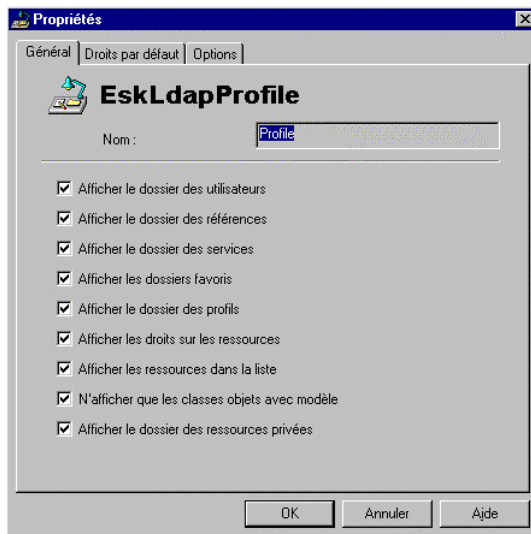 Propriétés
Général Droits par défaut Options
EskLdapProfile
Nom : Profile
Afficher le dossier des utilisateurs
Afficher le dossier des références
Afficher le dossier des services
Afficher les dossiers favoris
Afficher le dossier des profils
Afficher les droits sur les ressources
Afficher les ressources dans la liste
N'afficher que les classes objets avec modèle
Afficher le dossier des ressources privées
OK Annuler Aide